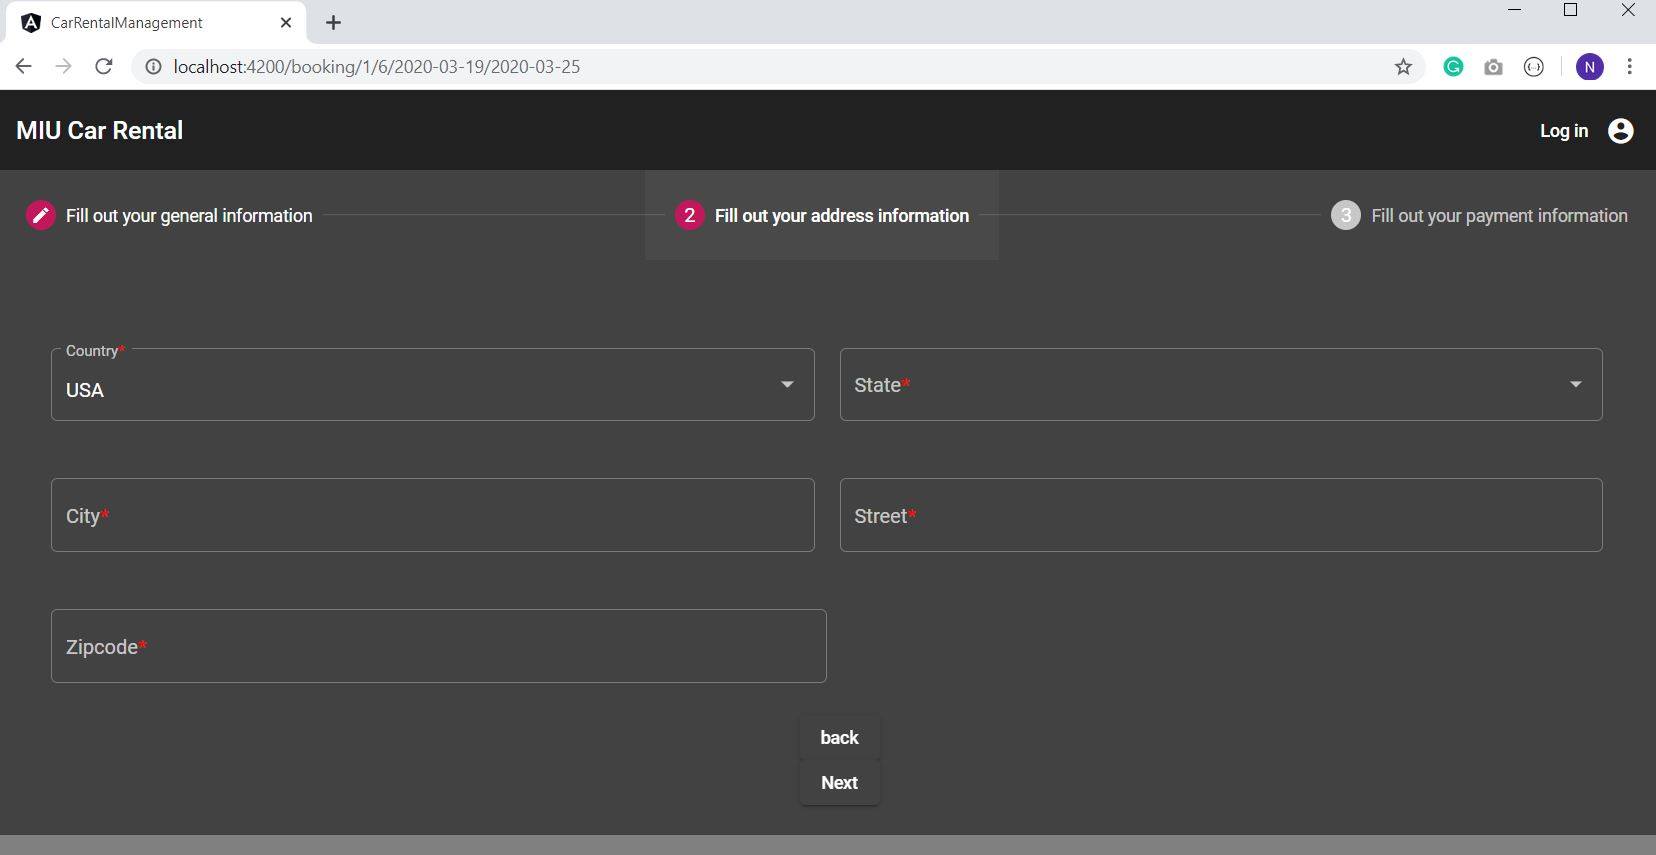 CarRentalManagement
localhost:4200/booking/1/6/2020-03-19/2020-03-25
N
MIU Car Rental
Log in
Fill out your general information
2 Fill out your address information
3 Fill out your payment information
Country*
USA
State*
City*
Street*
Zipcode*
back
Next